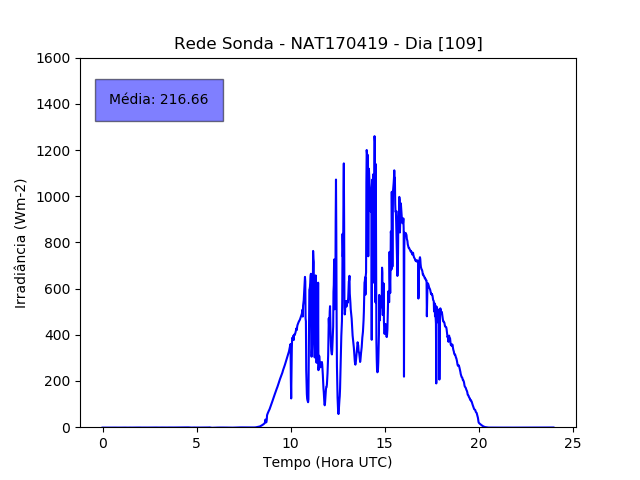 Rede Sonda - NAT170419 - Dia [109]
1600
1400
1200
1000
800
600
400
200
0
Média: 216.66
Irradiância (Wm-2)
0 5 10 15 20 25
Tempo (Hora UTC)